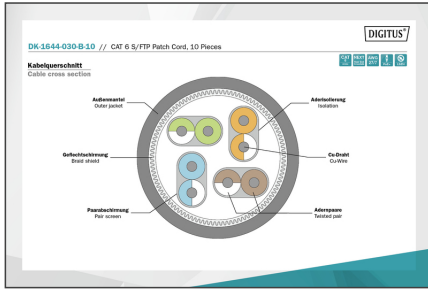 DIGITUS®
DK-1644-030-B-10 // CAT 6 S/FTP Patch Cord, 10 Pieces
Kabelquerschnitt
Cable cross section
Außenmantel
Outer jacket
Aderisolierung
Isolation
Geflechtschirmung
Braid shield
Cu-Draht
Cu-Wire
Paarabschirmung
Pair screen
Adernpaare
Twisted pair